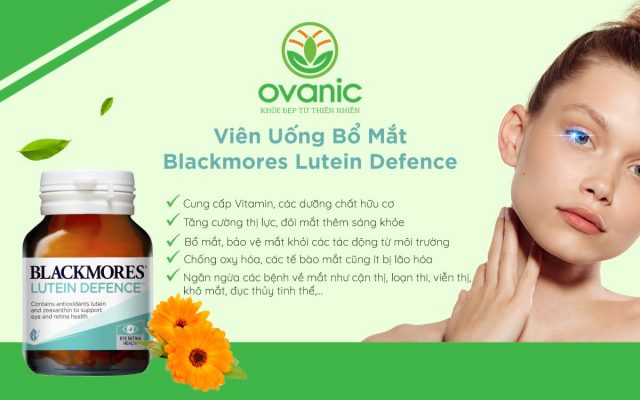 ovanic
KHỎE ĐẸP TỪ THIÊN NHIÊN
Viên Uống Bổ Mắt
Blackmores Lutein Defence
Cung cấp Vitamin, các dưỡng chất hữu cơ
Tăng cường thị lực, đôi mắt thêm sáng khỏe
Bổ mắt, bảo vệ mắt khỏi các tác động từ môi trường
Chống oxy hóa, các tế bào mắt cũng ít bị lão hóa
Ngăn ngừa các bệnh về mắt như cận thị, loạn thi, viễn thị,
khô mắt, đục thủy tinh thể,...
BLACKMORES
LUTEIN DEFENCE
Contains antioxidants lutein
and zeaxanthin to support
eye and retina health
EYE RETINA
HEALTH